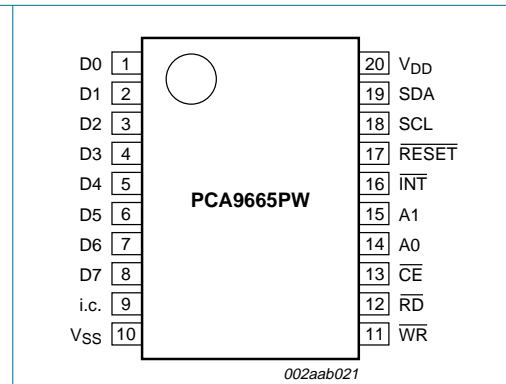 D0 1
D1 2
D2 3
D3 4
D4 5
D5 6
D6 7
D7 8
i.c. 9
VSS 10
PCA9665PW
20 VDD
19 SDA
18 SCL
17 RESET
16 INT
15 A1
14 A0
13 CE
12 RD
11 WR
002aab021